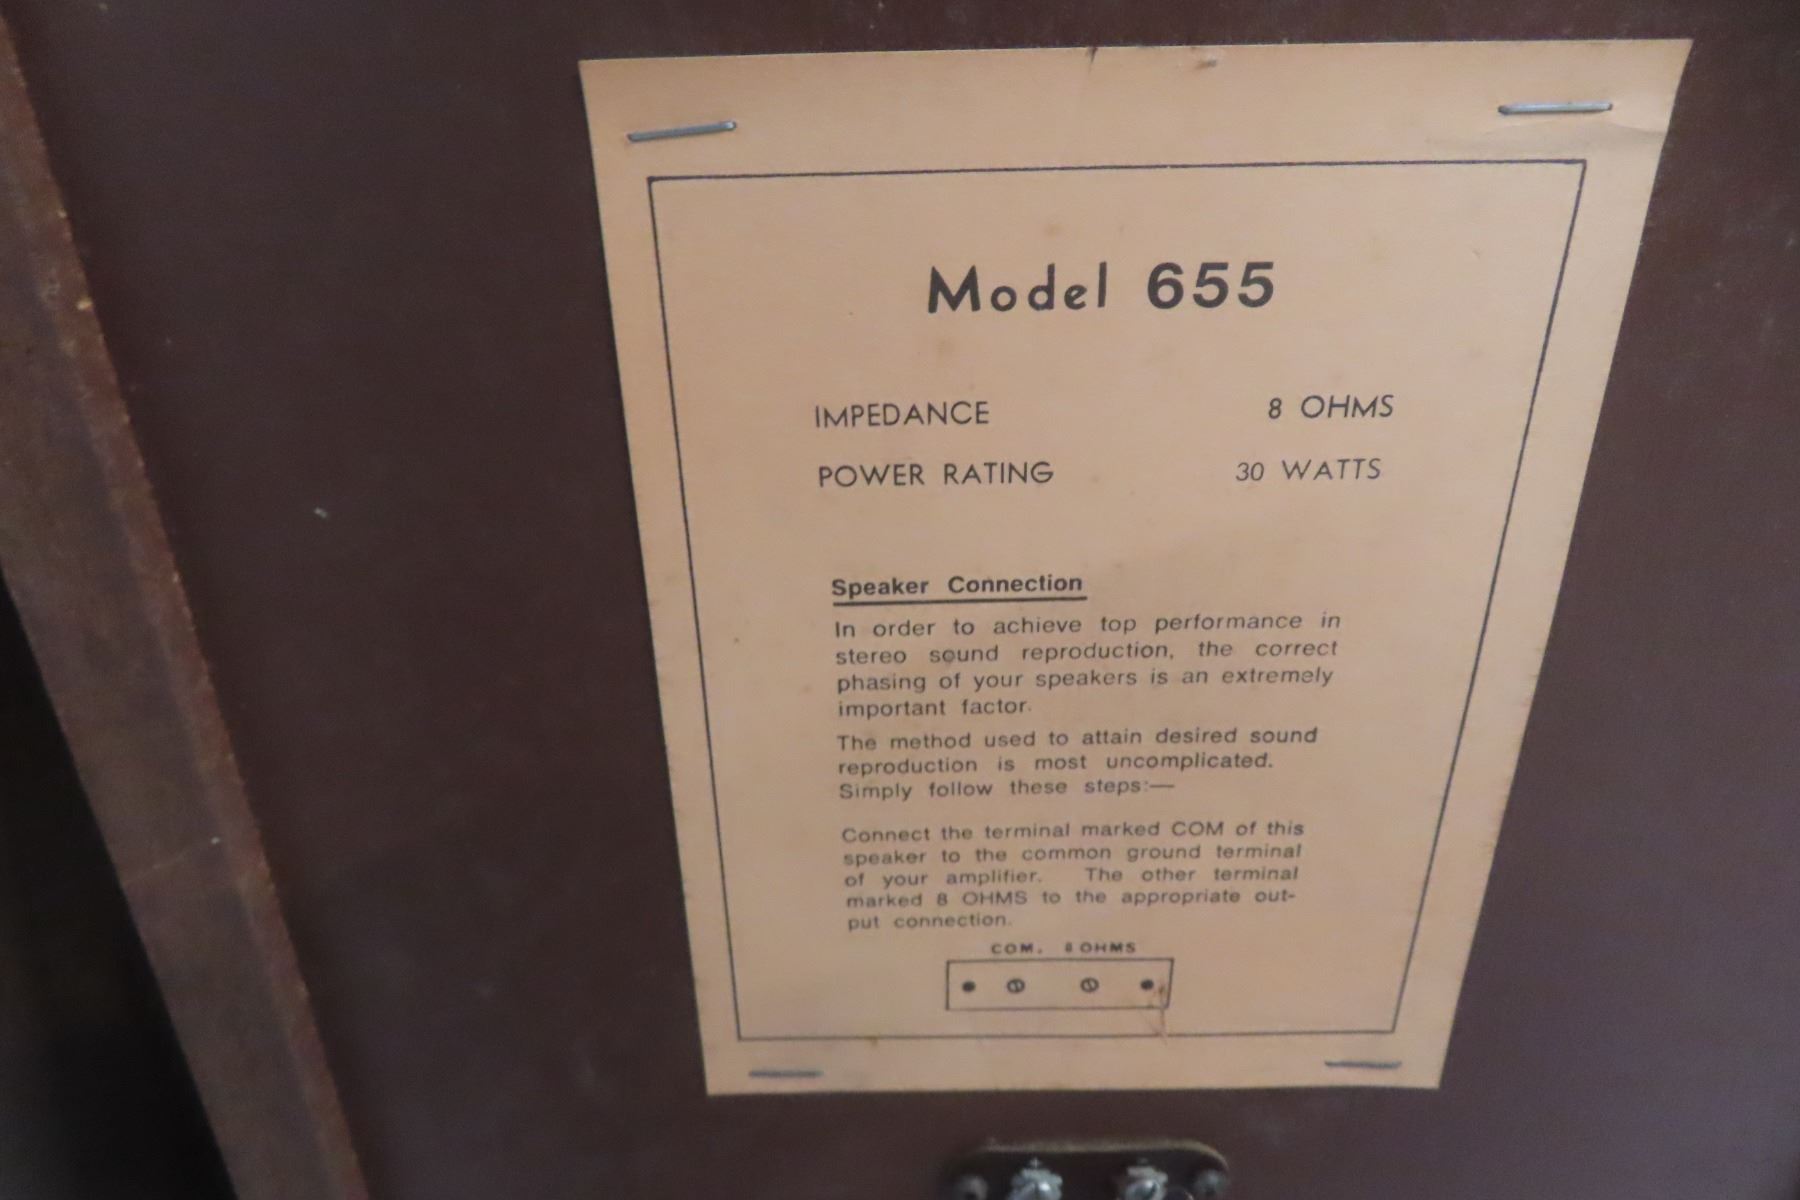 Model 655
IMPEDANCE 8 OHMS
POWER RATING 30 WATTS
Speaker Connection
In order to achieve top performance in
stereo sound reproduction, the correct
phasing of your speakers is an extremely
important factor.
The method used to attain desired sound
reproduction is most uncomplicated.
Simply follow these steps:—
Connect the terminal marked COM of this
speaker to the common ground terminal
of your amplifier. The other terminal
marked 8 OHMS to the appropriate out-
put connection.
COM. 8 OHMS